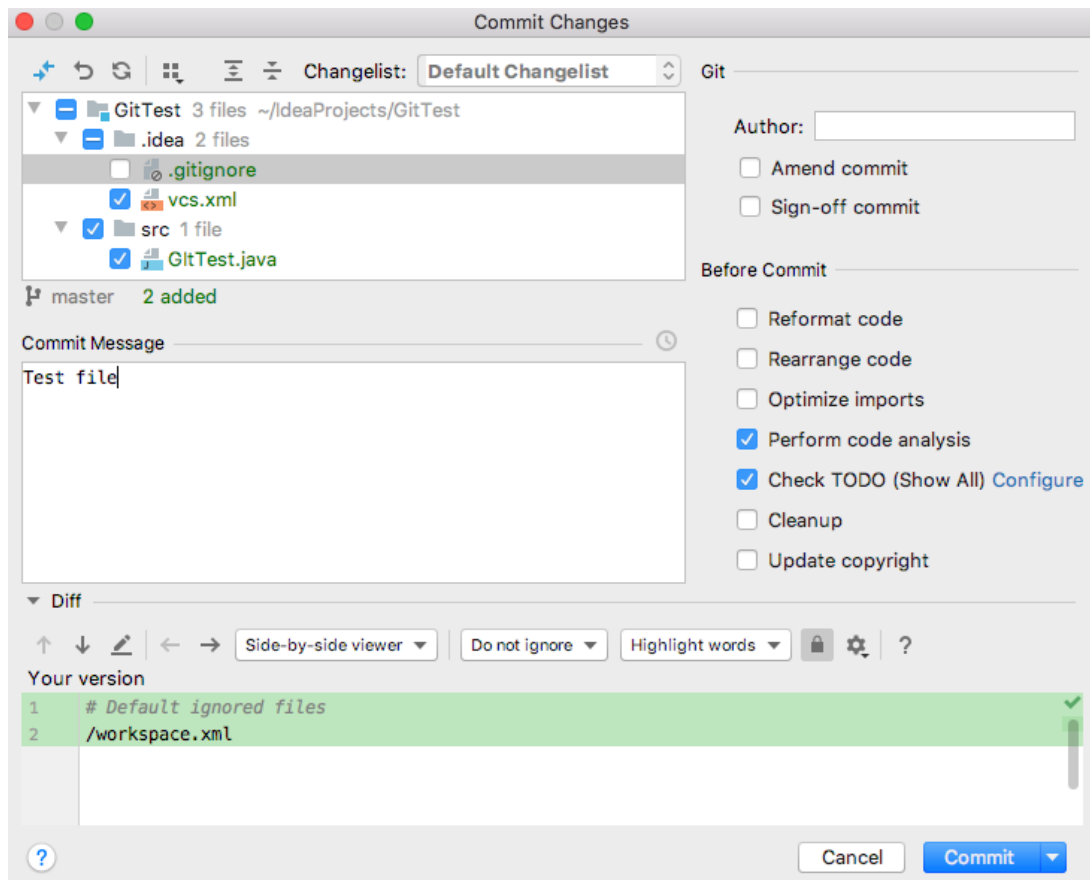 Commit Changes
Changelist: Default Changelist
GitTest 3 files ~/IdeaProjects/GitTest
.idea 2 files
.gitignore
vcs.xml
src 1 file
GItTest.java
master 2 added
Commit Message
Test file
Git
Author:
Amend commit
Sign-off commit
Before Commit
Reformat code
Rearrange code
Optimize imports
Perform code analysis
Check TODO (Show All) Configure
Cleanup
Update copyright
Diff
Side-by-side viewer Do not ignore Highlight words ?
Your version
1 # Default ignored files
2 /workspace.xml
? Cancel Commit